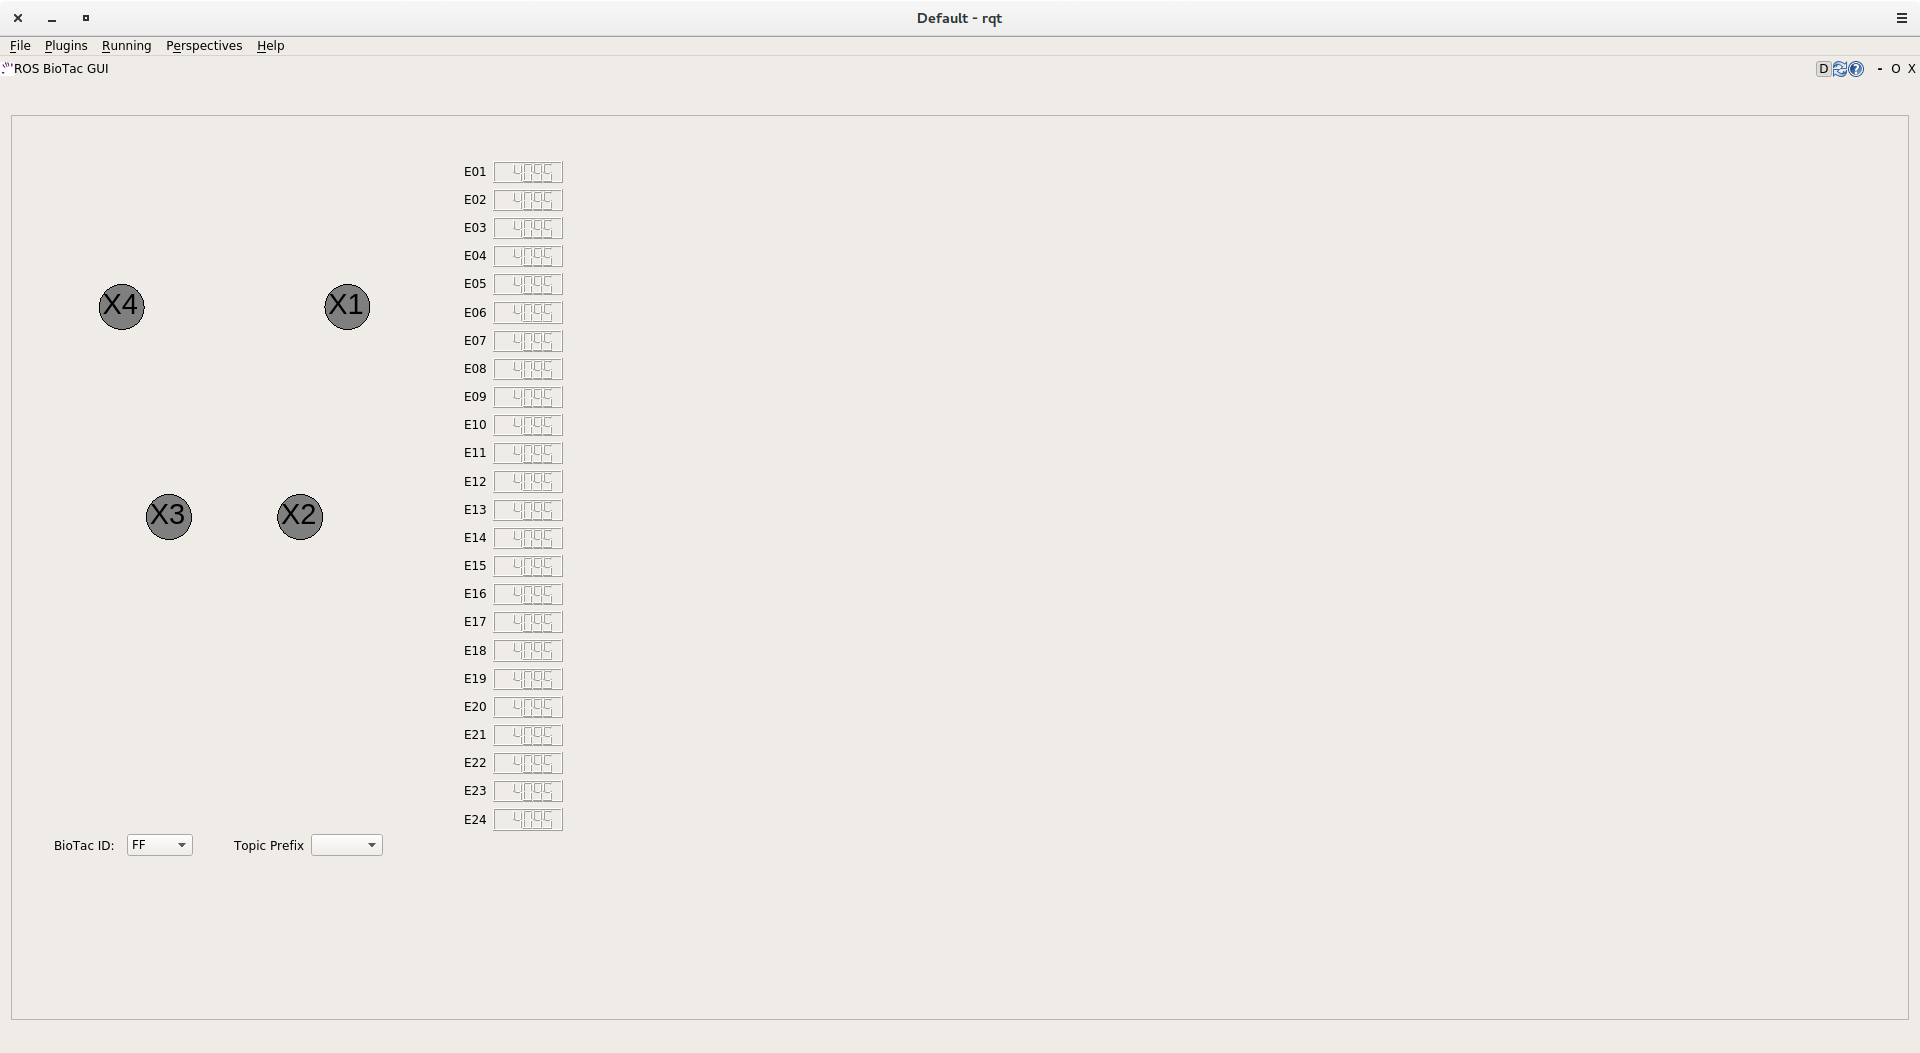 Default - rqt
File Plugins Running Perspectives Help
ROS BioTac GUI
D ? - O X
E01 4095
E02 4095
E03 4095
E04 4095
X4 X1
E05 4095
E06 4095
E07 4095
E08 4095
E09 4095
E10 4095
E11 4095
E12 4095
X3 X2
E13 4095
E14 4095
E15 4095
E16 4095
E17 4095
E18 4095
E19 4095
E20 4095
E21 4095
E22 4095
E23 4095
E24 4095
BioTac ID: FF Topic Prefix